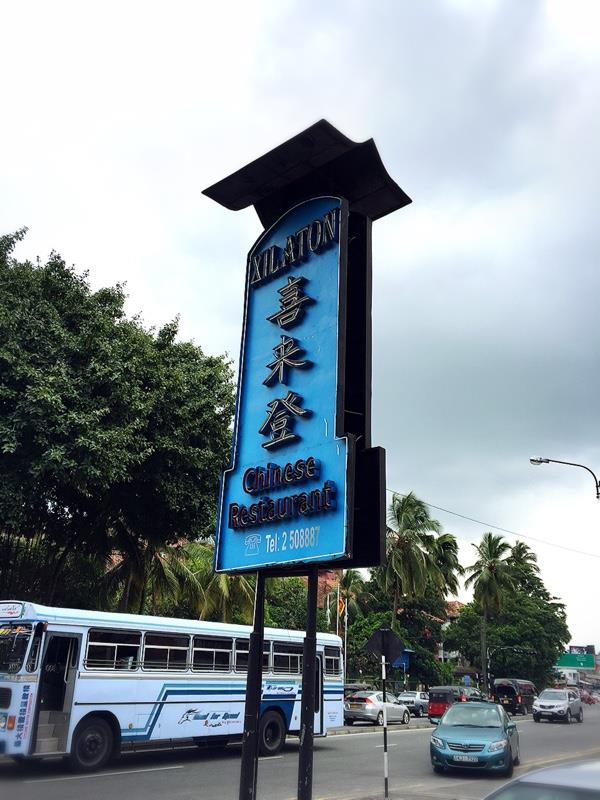 XILATON
喜
来
登
Chinese
Restaurant
Tel: 2 508887